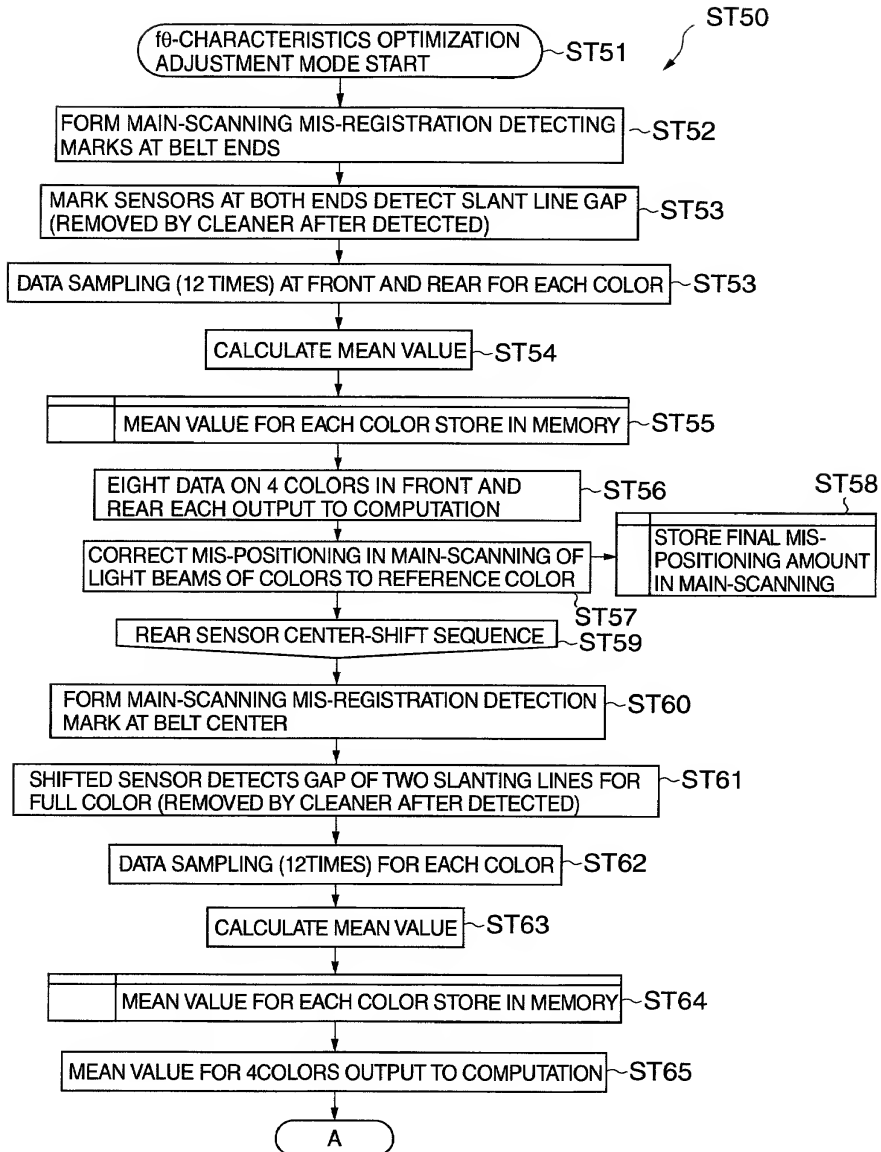 ST50
fθ-CHARACTERISTICS OPTIMIZATION
ADJUSTMENT MODE START
ST51
FORM MAIN-SCANNING MIS-REGISTRATION DETECTING
MARKS AT BELT ENDS
ST52
MARK SENSORS AT BOTH ENDS DETECT SLANT LINE GAP
(REMOVED BY CLEANER AFTER DETECTED)
ST53
DATA SAMPLING (12 TIMES) AT FRONT AND REAR FOR EACH COLOR
ST53
CALCULATE MEAN VALUE
ST54
MEAN VALUE FOR EACH COLOR STORE IN MEMORY
ST55
EIGHT DATA ON 4 COLORS IN FRONT AND
REAR EACH OUTPUT TO COMPUTATION
ST56
CORRECT MIS-POSITIONING IN MAIN-SCANNING OF
LIGHT BEAMS OF COLORS TO REFERENCE COLOR
ST57
ST58
STORE FINAL MIS-
POSITIONING AMOUNT
IN MAIN-SCANNING
REAR SENSOR CENTER-SHIFT SEQUENCE
ST59
FORM MAIN-SCANNING MIS-REGISTRATION DETECTION
MARK AT BELT CENTER
ST60
SHIFTED SENSOR DETECTS GAP OF TWO SLANTING LINES FOR
FULL COLOR (REMOVED BY CLEANER AFTER DETECTED)
ST61
DATA SAMPLING (12TIMES) FOR EACH COLOR
ST62
CALCULATE MEAN VALUE
ST63
MEAN VALUE FOR EACH COLOR STORE IN MEMORY
ST64
MEAN VALUE FOR 4COLORS OUTPUT TO COMPUTATION
ST65
A